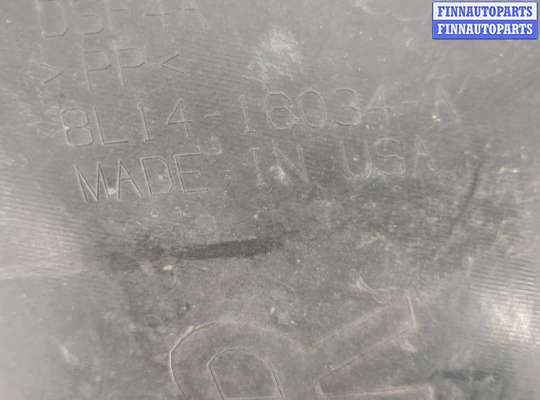 FINNAUTOPARTS
FINNAUTOPARTS
>PP<
8L14-16034-A
MADE IN USA